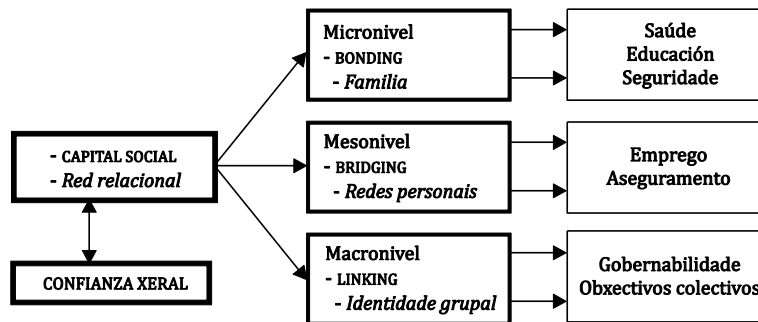 - CAPITAL SOCIAL
- Red relacional
CONFIANZA XERAL
Micronivel
- BONDING
- Familia
Mesonivel
- BRIDGING
- Redes personais
Macronivel
- LINKING
- Identidade grupal
Saúde
Educación
Seguridade
Emprego
Aseguramento
Gobernabilidade
Obxectivos colectivos